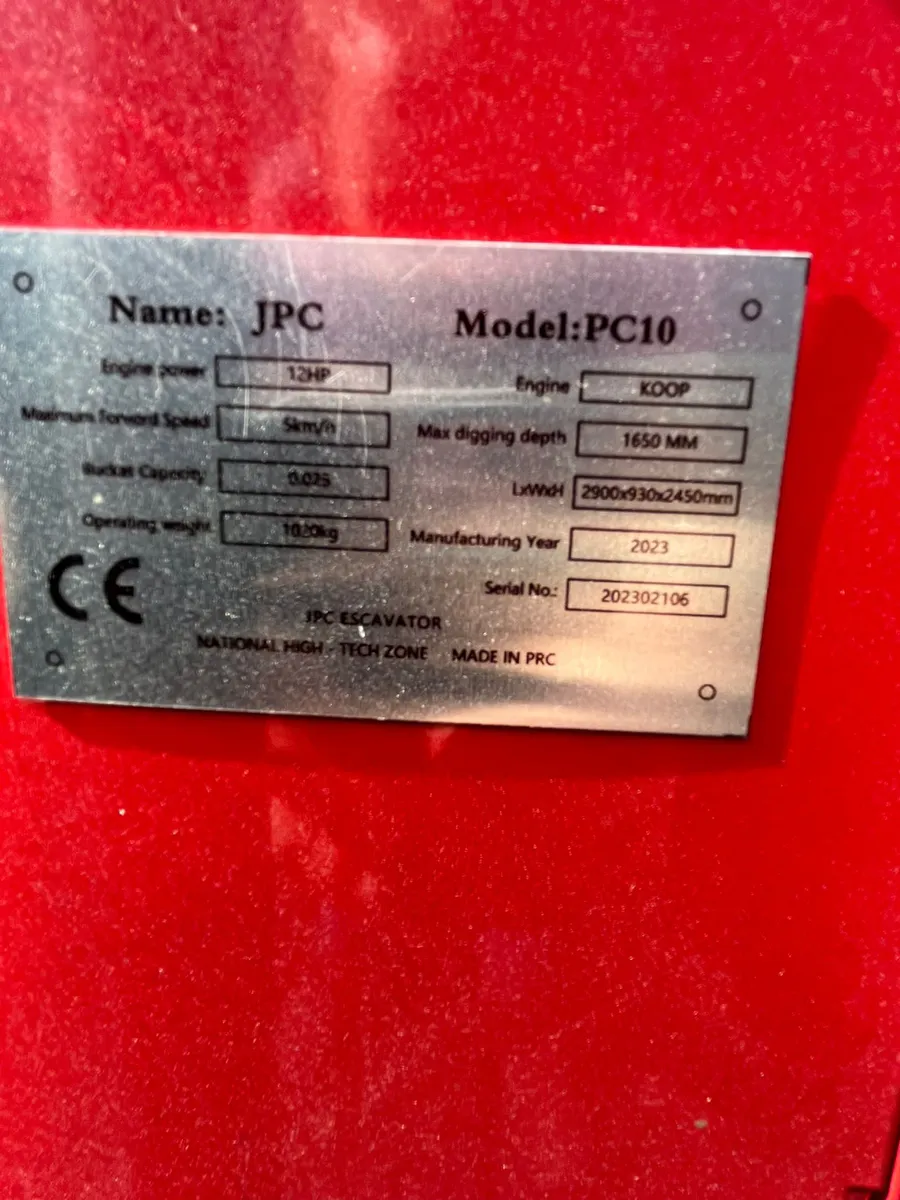 Name: JPC
Model:PC10
Engine power 12HP
Engine KOOP
Maximum Forword Speed 5km/h
Max digging depth 1650 MM
Bucket Capacity 0.025
LxWxH 2900x930x2450mm
Operating weight 1020kg
Manufacturing Year 2023
Serial No.: 202302106
CE
JPC ESCAVATOR
NATIONAL HIGH - TECH ZONE MADE IN PRC